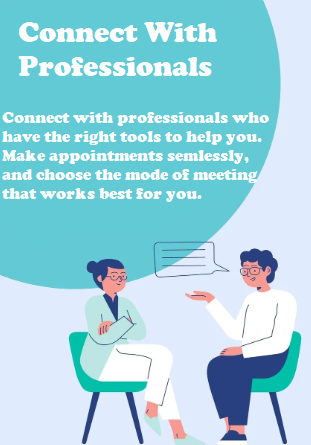 Connect With
Professionals
Connect with professionals who
have the right tools to help you.
Make appointments semlessly,
and choose the mode of meeting
that works best for you.